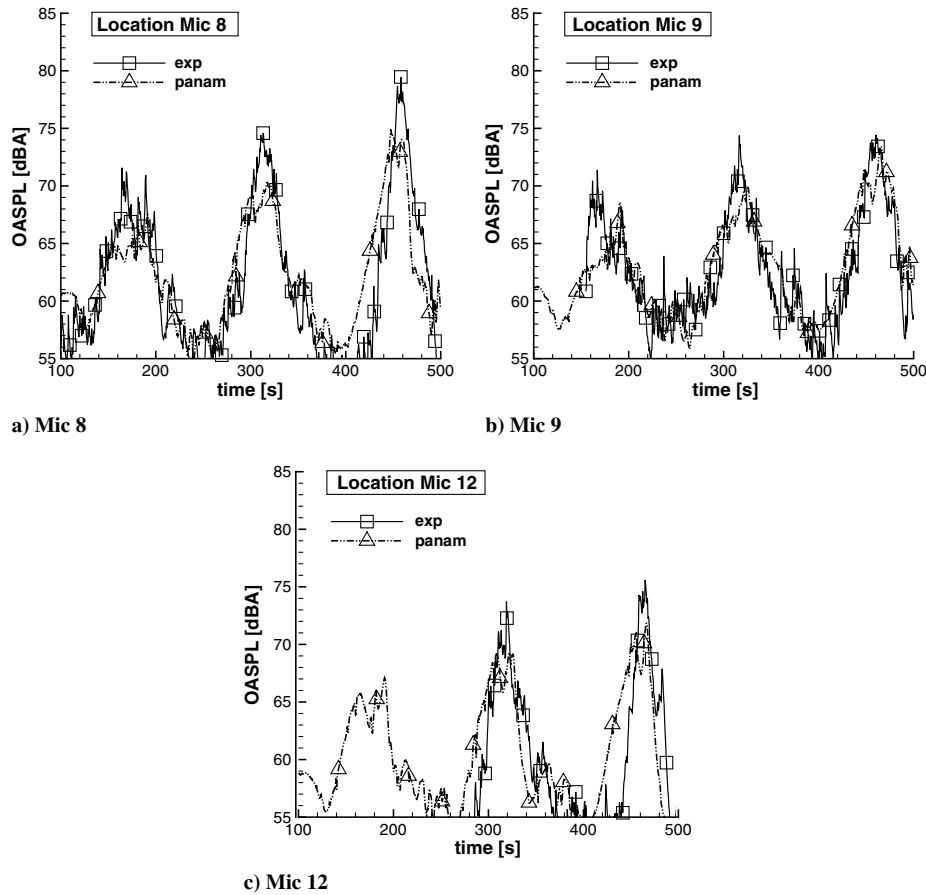 85
80
75
70
65
60
55
OASPL [dBA]
Location Mic 8
exp
panam
100 200 300 400 500
time [s]
a) Mic 8
85
80
75
70
65
60
55
OASPL [dBA]
Location Mic 9
exp
panam
100 200 300 400 500
time [s]
b) Mic 9
85
80
75
70
65
60
55
OASPL [dBA]
Location Mic 12
exp
panam
100 200 300 400 500
time [s]
c) Mic 12